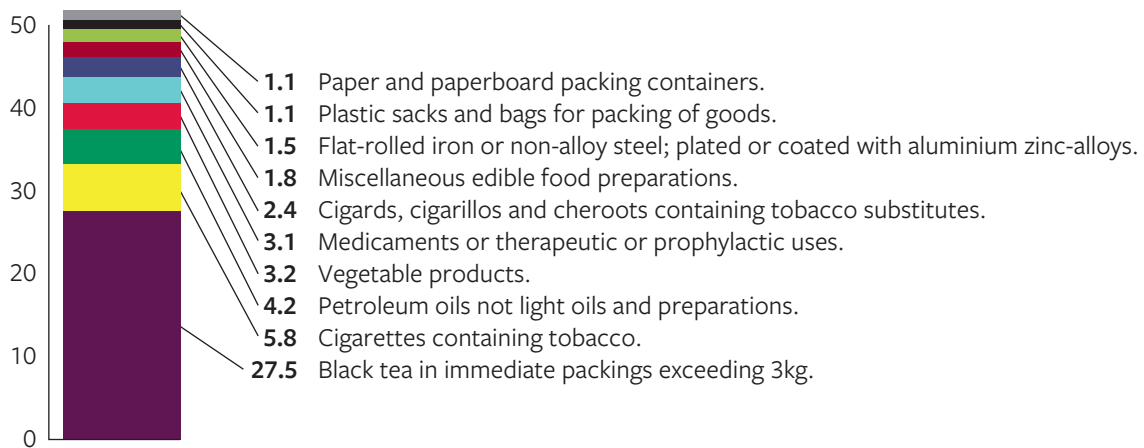 50
40
30
20
10
0
1.1 Paper and paperboard packing containers.
1.1 Plastic sacks and bags for packing of goods.
1.5 Flat-rolled iron or non-alloy steel; plated or coated with aluminium zinc-alloys.
1.8 Miscellaneous edible food preparations.
2.4 Cigards, cigarillos and cheroots containing tobacco substitutes.
3.1 Medicaments or therapeutic or prophylactic uses.
3.2 Vegetable products.
4.2 Petroleum oils not light oils and preparations.
5.8 Cigarettes containing tobacco.
27.5 Black tea in immediate packings exceeding 3kg.